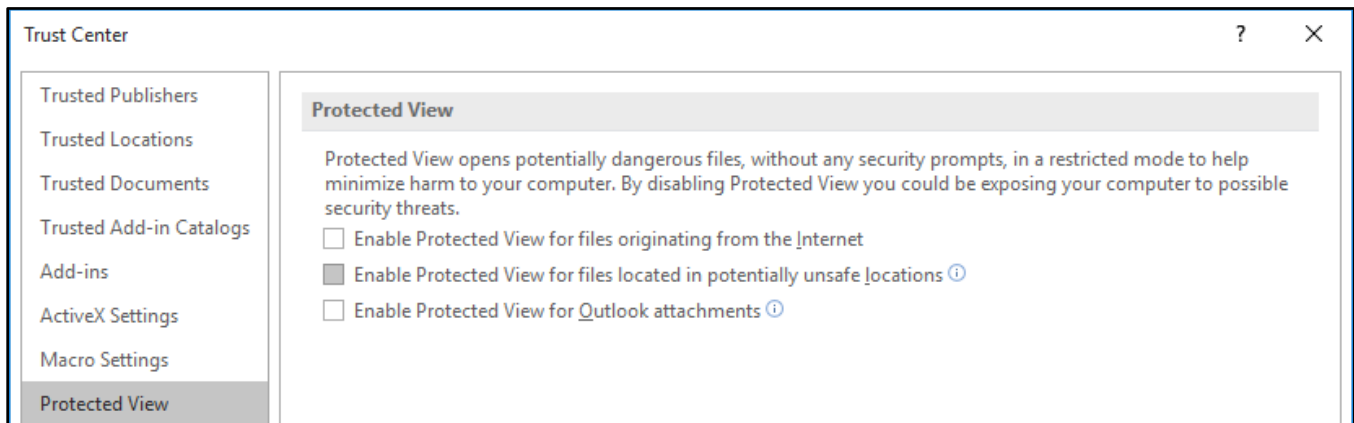 Trust Center
?
Trusted Publishers
Trusted Locations
Trusted Documents
Trusted Add-in Catalogs
Add-ins
ActiveX Settings
Macro Settings
Protected View
Protected View
Protected View opens potentially dangerous files, without any security prompts, in a restricted mode to help
minimize harm to your computer. By disabling Protected View you could be exposing your computer to possible
security threats.
Enable Protected View for files originating from the Internet
Enable Protected View for files located in potentially unsafe locations
Enable Protected View for Outlook attachments